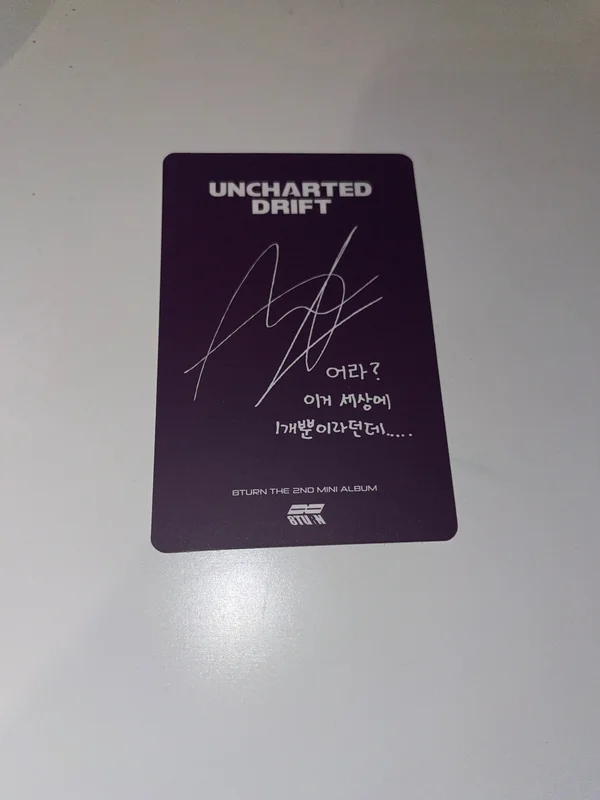 UNCHARTED
DRIFT
어라?
이거 세상에
1개뿐이라던데.....
8TURN THE 2ND MINI ALBUM
8TURN